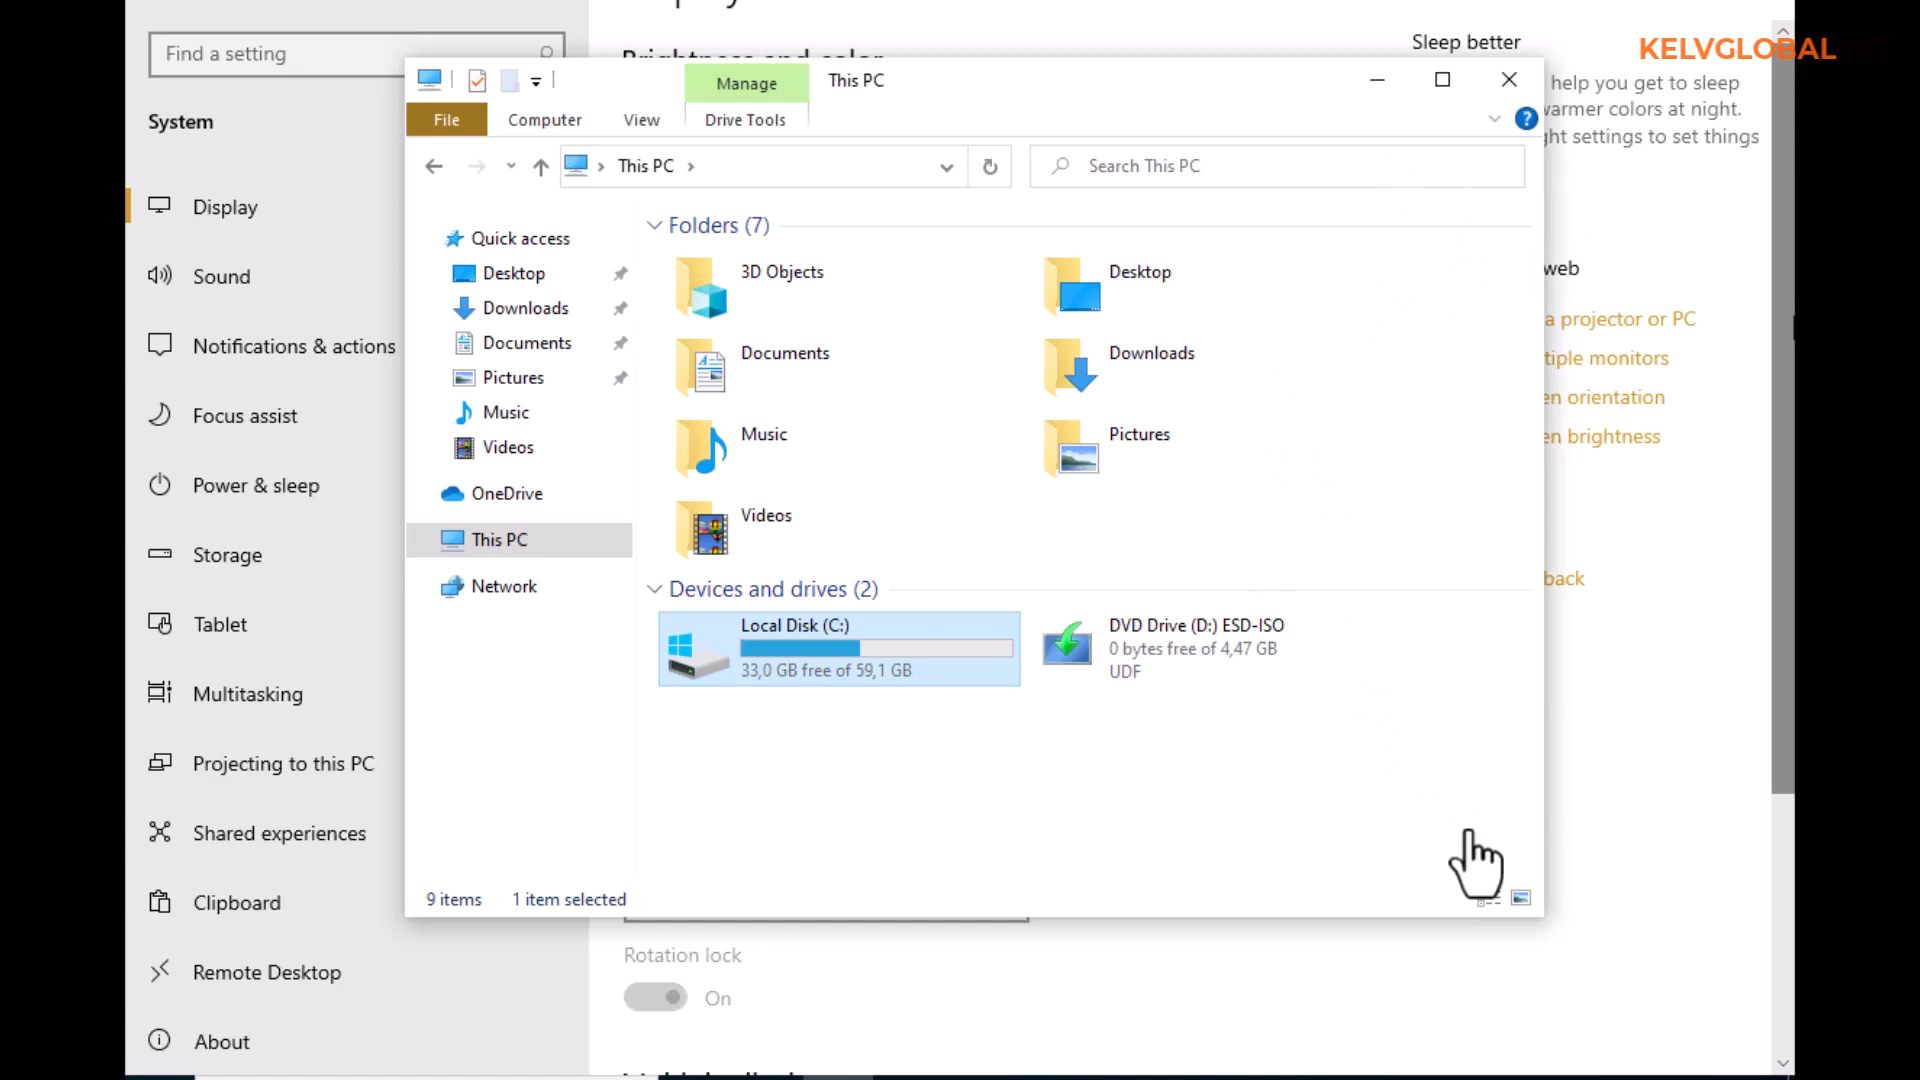 Find a setting
System
Display
Sound
Notifications & actions
Focus assist
Power & sleep
Storage
Tablet
Multitasking
Projecting to this PC
Shared experiences
Clipboard
Remote Desktop
About
Manage
This PC
File
Computer
View
Drive Tools
?
This PC
Search This PC
Quick access
Desktop
Downloads
Documents
Pictures
Music
Videos
OneDrive
This PC
Network
Folders (7)
3D Objects
Desktop
Documents
Downloads
Music
Pictures
Videos
Devices and drives (2)
Local Disk (C:)
33,0 GB free of 59,1 GB
DVD Drive (D:) ESD-ISO
0 bytes free of 4,47 GB
UDF
9 items
1 item selected
Brightness and color
Rotation lock
On
Sleep better
KELVGLOBAL
help you get to sleep
warmer colors at night.
ght settings to set things
web
a projector or PC
tiple monitors
en orientation
en brightness
back